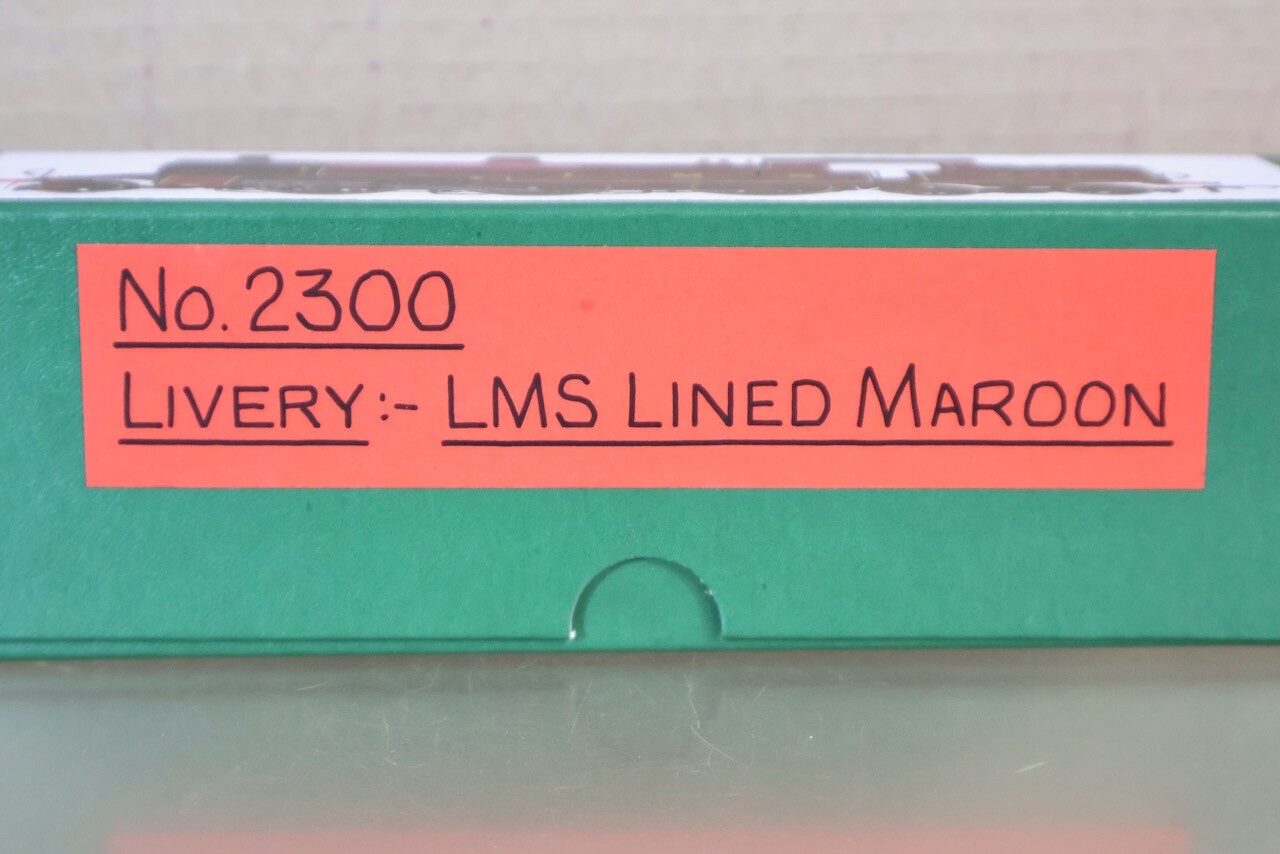 No. 2300
LIVERY:- LMS LINED MAROON